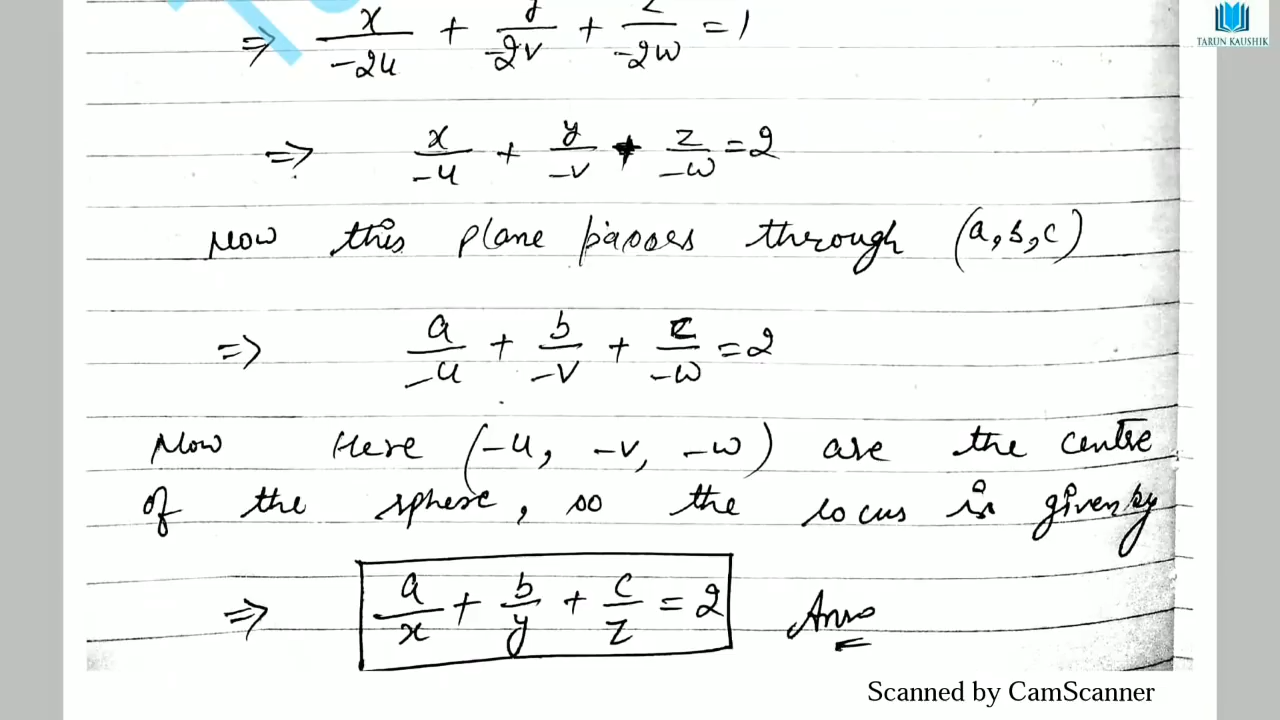 ⇒ x/-2u + y/-2v + z/-2w = 1
TARUN KAUSHIK
⇒ x/-u + y/-v + z/-w = 2
Now this plane passes through (a, b, c)
⇒ a/-u + b/-v + c/-w = 2
Now Here (-u, -v, -w) are the centre
of the sphere, so the locus is given by
⇒ a/x + b/y + c/z = 2 Ans
Scanned by CamScanner